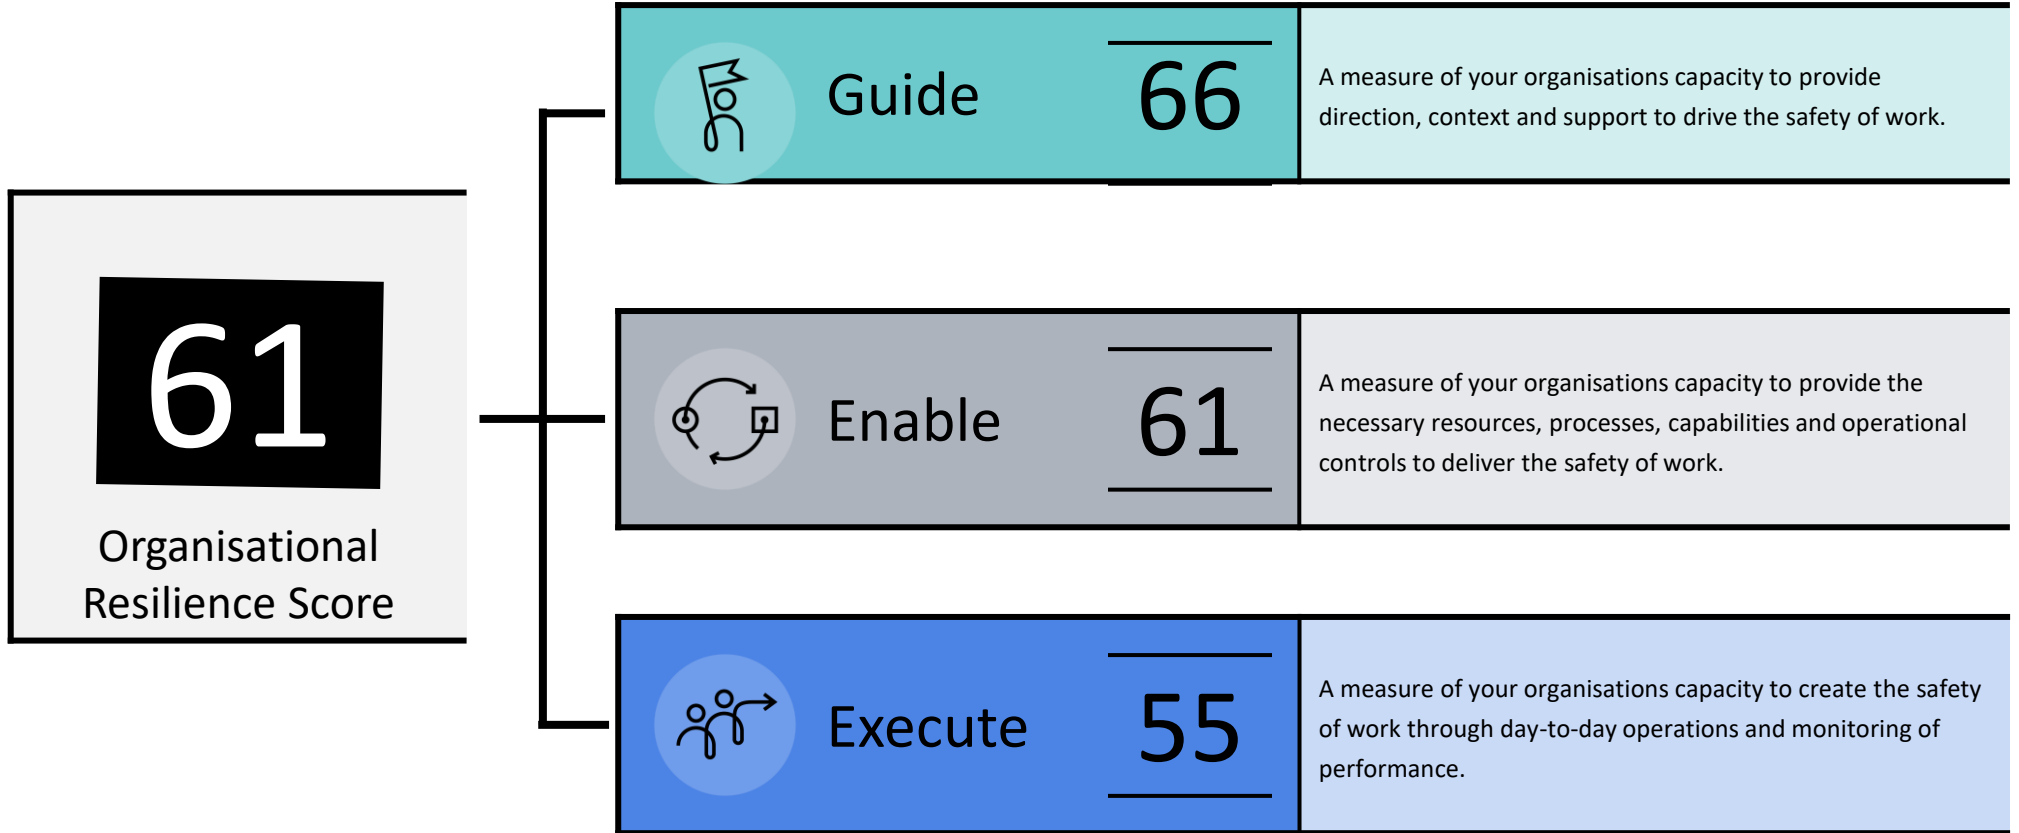 61
Organisational
Resilience Score
Guide
66
A measure of your organisations capacity to provide
direction, context and support to drive the safety of work.
Enable
61
A measure of your organisations capacity to provide the
necessary resources, processes, capabilities and operational
controls to deliver the safety of work.
Execute
55
A measure of your organisations capacity to create the safety
of work through day-to-day operations and monitoring of
performance.